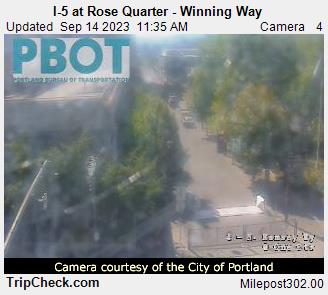 I-5 at Rose Quarter - Winning Way
Updated Sep 14 2023 11:35 AM Camera 4
PBOT
PORTLAND BUREAU OF TRANSPORTATION
Camera courtesy of the City of Portland
TripCheck.com Milepost302.00